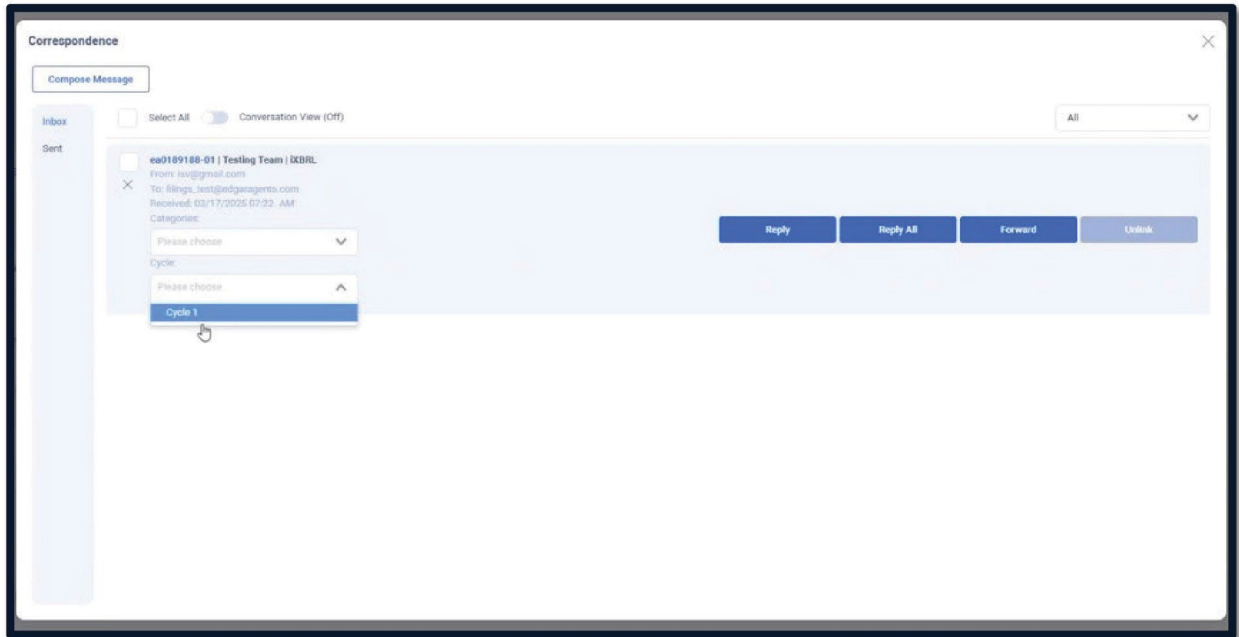 Correspondence
Compose Message
Inbox
Sent
Select All
Conversation View (Off)
All
ea0189188-01 | Testing Team | iXBRL
From: isv@gmail.com
To: filings_test@edgaragents.com
Received: 03/17/2025 07:22 AM
Categories:
Please choose
Reply
Reply All
Forward
Unlink
Cycle
Please choose
Cycle 1